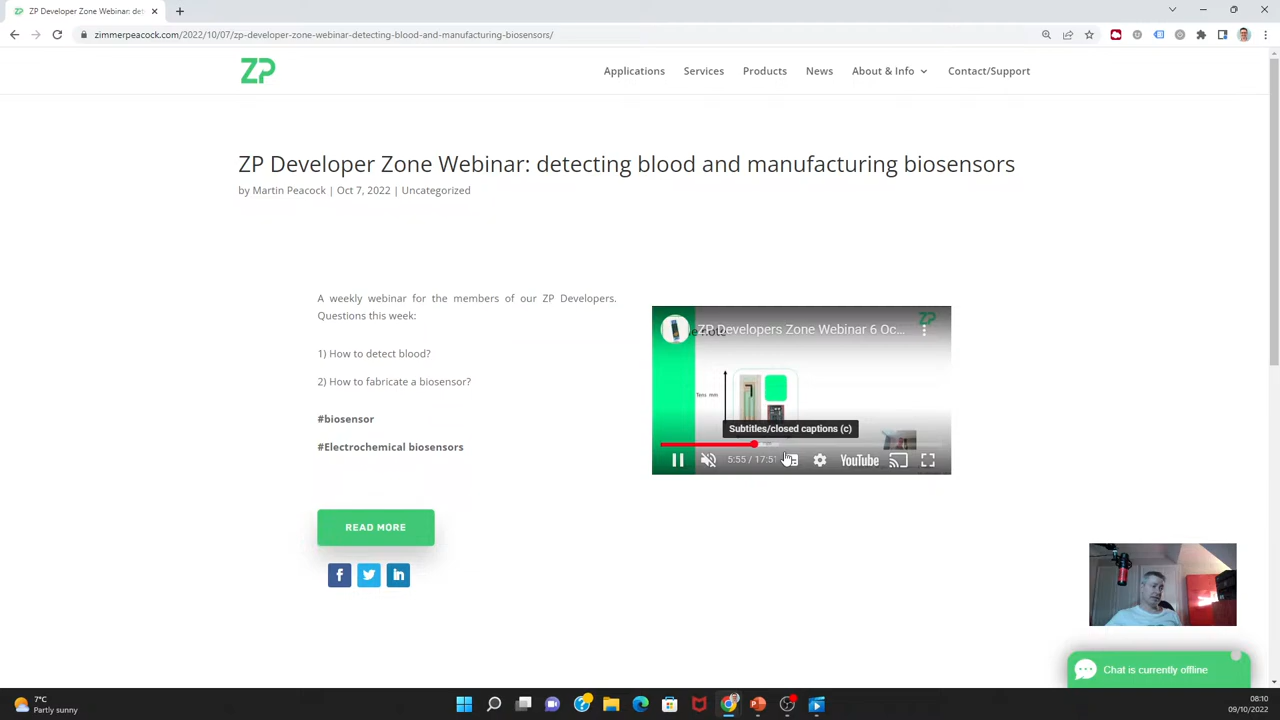 ZP Developer Zone Webinar: det
zimmerpeacock.com/2022/10/07/zp-developer-zone-webinar-detecting-blood-and-manufacturing-biosensors/
ZP
Applications
Services
Products
News
About & Info
Contact/Support
ZP Developer Zone Webinar: detecting blood and manufacturing biosensors
by Martin Peacock | Oct 7, 2022 | Uncategorized
A weekly webinar for the members of our ZP Developers.
Questions this week:
1) How to detect blood?
2) How to fabricate a biosensor?
#biosensor
#Electrochemical biosensors
READ MORE
f
in
ZP
ZP Developers Zone Webinar 6 Oc...
Tens mm
Subtitles/closed captions (c)
5:55 / 17:51
YouTube
Chat is currently offline
7°C
Partly sunny
08:10
09/10/2022